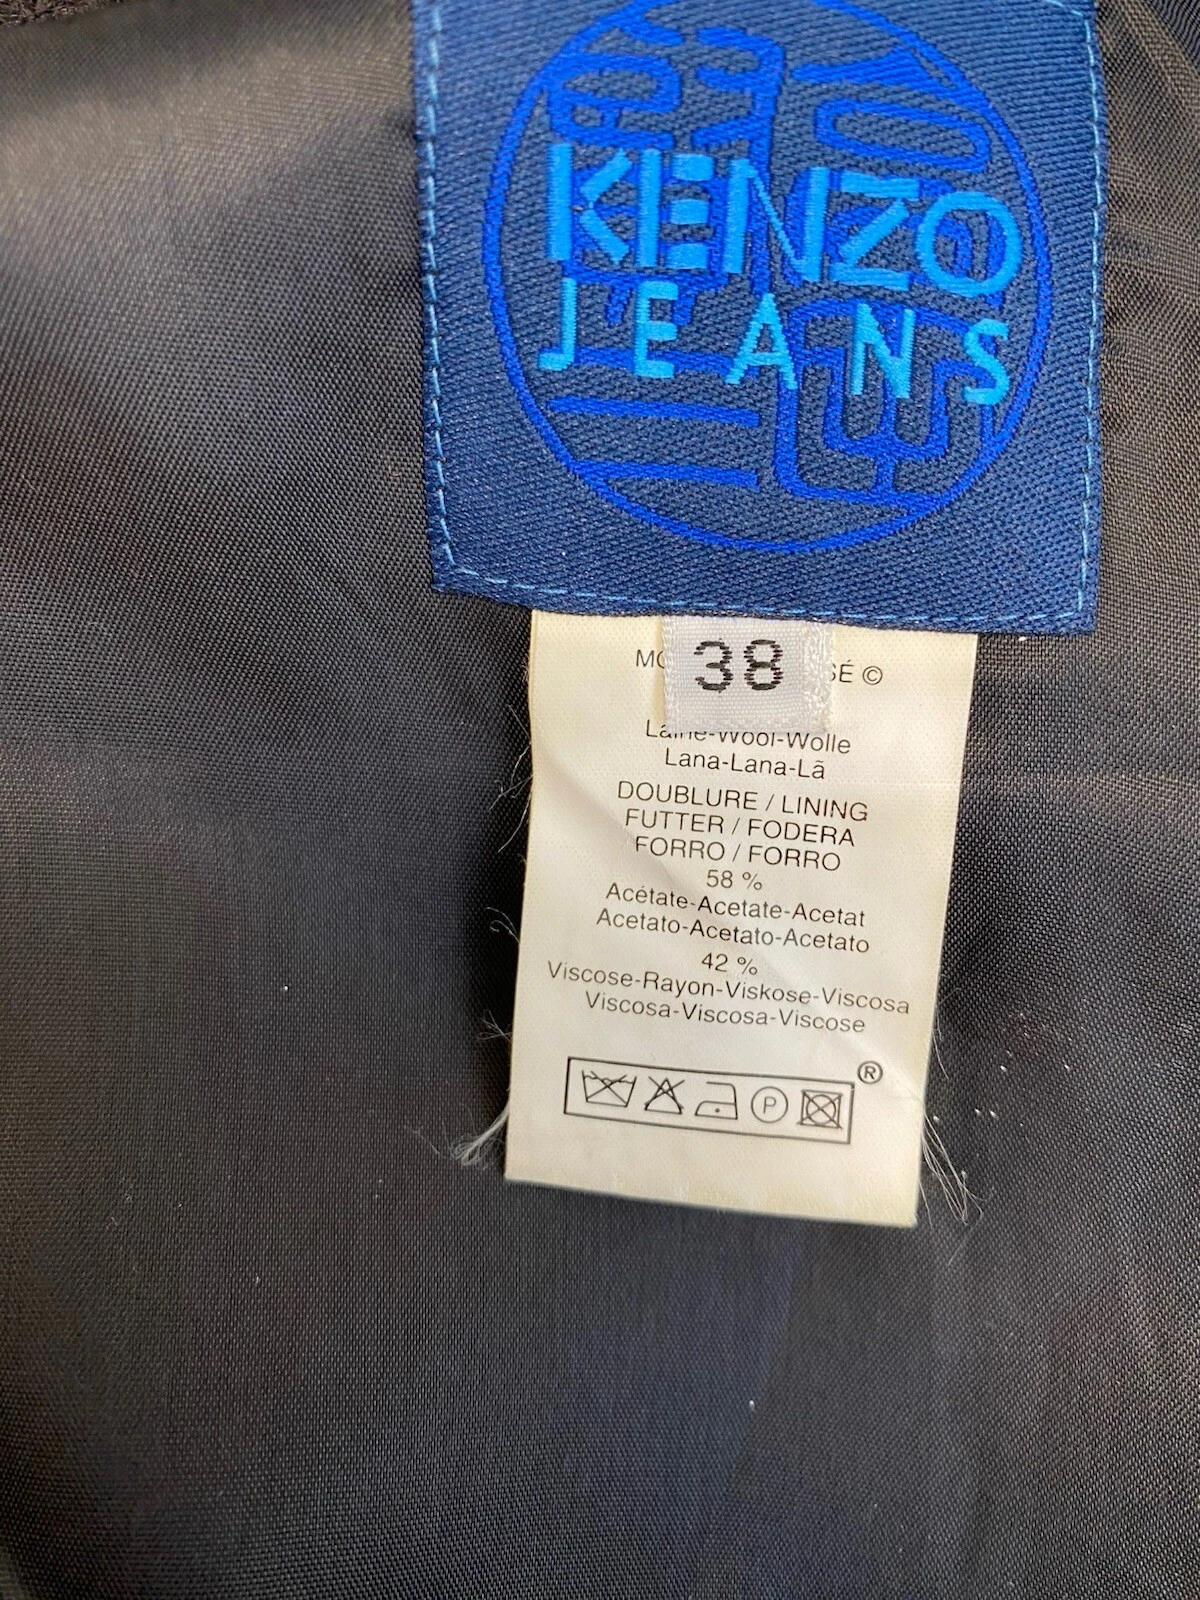 KENZO
JEANS
38
É ©
Laine-Wool-Wolle
Lana-Lana-Lã
DOUBLURE / LINING
FUTTER / FODERA
FORRO / FORRO
58 %
Acétate-Acetate-Acetat
Acetato-Acetato-Acetato
42 %
Viscose-Rayon-Viskose-Viscosa
Viscosa-Viscosa-Viscose
®
P